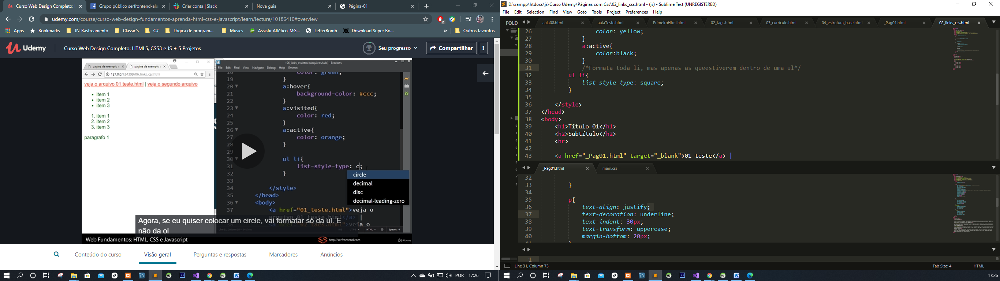 Curso Web Design Completo: H
Grupo público serfrontend-alu
Criar conta | Slack
Nova guia
Página-01
udemy.com/course/curso-web-design-fundamentos-aprenda-html-css-e-javascript/learn/lecture/10186410#overview
2
Apps
Bookmarks
JN-Rastreamento
Classic's
C#
Lógica de program...
Musics
Assistir Atlético-MG...
LetterBomb
Download Super Bo...
»
Outros favoritos
Udemy
Curso Web Design Completo: HTML5, CSS3 e JS + 5 Projetos
Seu progresso
Compartilhar
pagina de exemplo
pagina de exemplo
127.0.0.1:64399/06_links_css.html
veja o arquivo 01 teste.html | veja o segundo arquivo
• item 1
• item 2
• item 3
1. item 1
2. item 2
3. item 3
paragrafo 1
• 06_links_css.html (ArquivosAula) - Brackets
File Edit Find View Navigate Debug Help Emmet
18 color: green;
19 }
20 a:hover{
21 background-color: #ccc;
22 }
23 a:visited{
24 color: red;
25 }
26 a:active{
27 color: orange;
28 }
29
30 ul li{
31 list-style-type: c;
32 }
33
34 </style>
35 </head>
36 <body>
37 <a href="01_teste.html">veja o
arquivo 01 teste.html</a> |
38 <a href="02_tags.html">veja o
circle
decimal
disc
decimal-leading-zero
HTML
Spaces: 4
Agora, se eu quiser colocar um circle, vai formatar só da ul. E
não da ol
Web Fundamentos: HTML, CSS e Javascript
http://serfrontend.com
Udemy
Conteúdo do curso
Visão geral
Perguntas e respostas
Marcadores
Anúncios
POR
17:26
D:\xampp\htdocs\js\Curso Udemy\Páginas com Css\02_links_css.html • (js) - Sublime Text (UNREGISTERED)
File Edit Selection Find View Goto Tools Project Preferences Help
FOLD
aula08.html
aulaTeste.html
PrimeiroHtml.html
02_tags.html
03_currículo.html
04_estrutura_base.html
_Pag01.html
02_links_css.html
26 color: yellow;
27 }
28 a:active{
29 color:black;
30 }
31 /*Formata toda li, mas apenas as queestiverem dentro de uma ul*/
32 ul li{
33 list-style-type: square;
34 }
35
36 </style>
37 </head>
38 <body>
39 <h1>Título 01</h1>
40 <h2>Subtítulo</h2>
41 <hr>
42
43 <a href="_Pag01.html" target="_blank">01 teste</a> |
_Pag01.html
main.css
32
33 }
34
35 p{
36 text-align: justify;
37 text-decoration: underline;
38 text-indent: 30px;
39 text-transform: uppercase;
40 margin-bottom: 20px;
1
Line 31, Column 75
Tab Size: 4
HTML
17:26